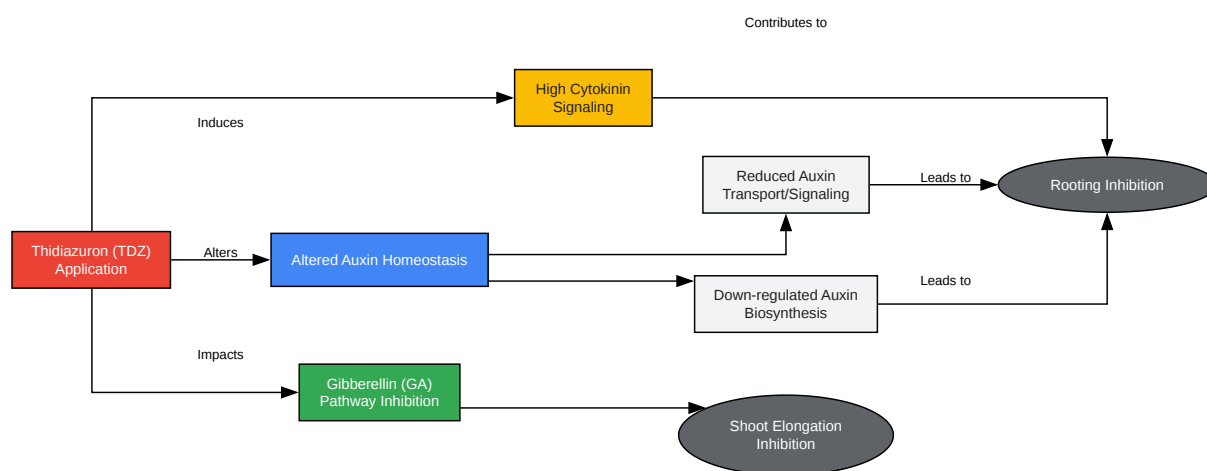 Contributes to
High Cytokinin
Signaling
Induces
Reduced Auxin
Transport/Signaling
Leads to
Rooting Inhibition
Thidiazuron (TDZ)
Application
Alters
Altered Auxin Homeostasis
Down-regulated Auxin
Biosynthesis
Leads to
Impacts
Gibberellin (GA)
Pathway Inhibition
Shoot Elongation
Inhibition